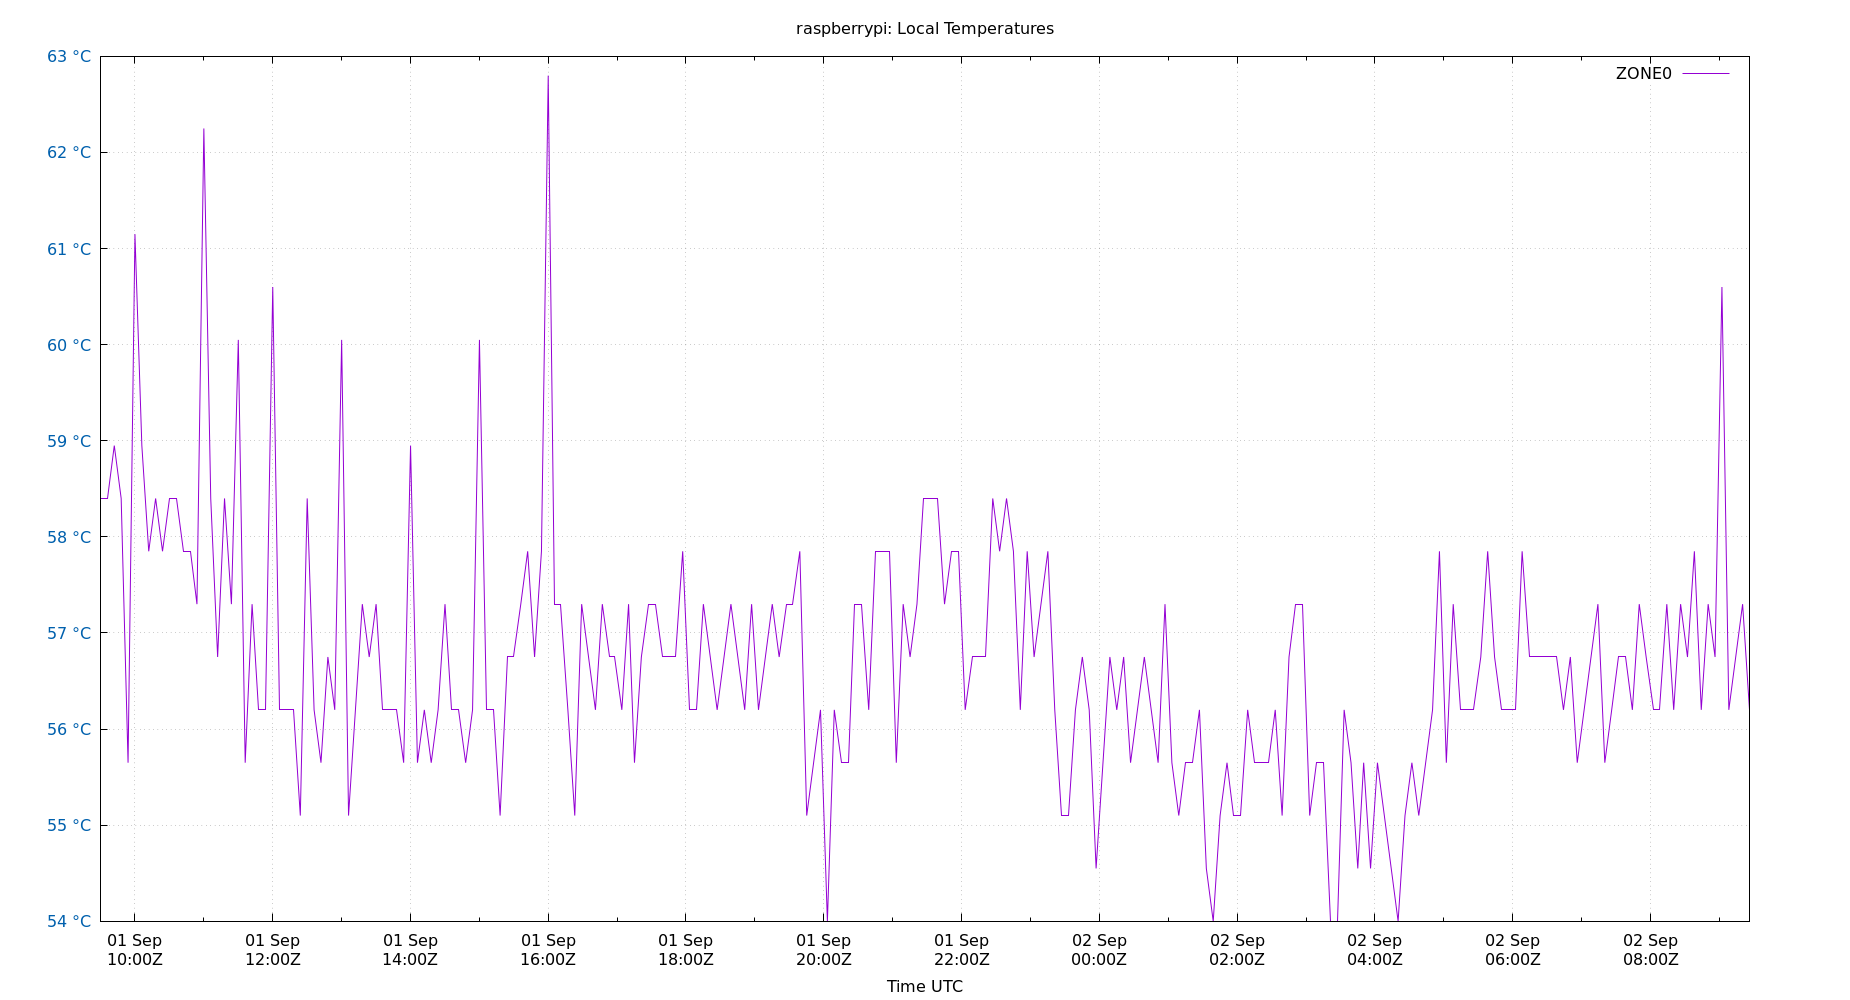 raspberrypi: Local Temperatures
63 °C
ZONE0
62 °C
61 °C
60 °C
59 °C
58 °C
57 °C
56 °C
55 °C
54 °C
01 Sep 01 Sep 01 Sep 01 Sep 01 Sep 01 Sep 01 Sep 02 Sep 02 Sep 02 Sep 02 Sep 02 Sep
10:00Z 12:00Z 14:00Z 16:00Z 18:00Z 20:00Z 22:00Z 00:00Z 02:00Z 04:00Z 06:00Z 08:00Z
Time UTC